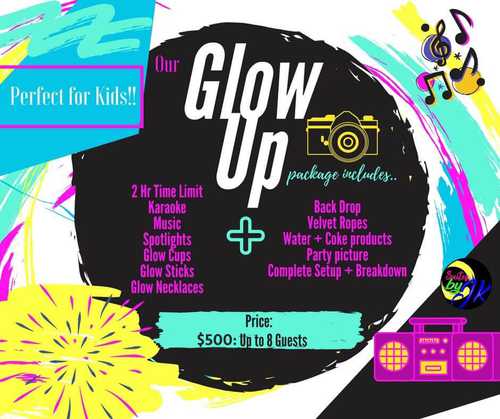 Perfect for Kids!!
Our
Glow
Up
package includes..
2 Hr Time Limit
Karaoke
Music
Spotlights
Glow Cups
Glow Sticks
Glow Necklaces
+
Back Drop
Velvet Ropes
Water + Coke products
Party picture
Complete Setup + Breakdown
Price:
$500: Up to 8 Guests
by